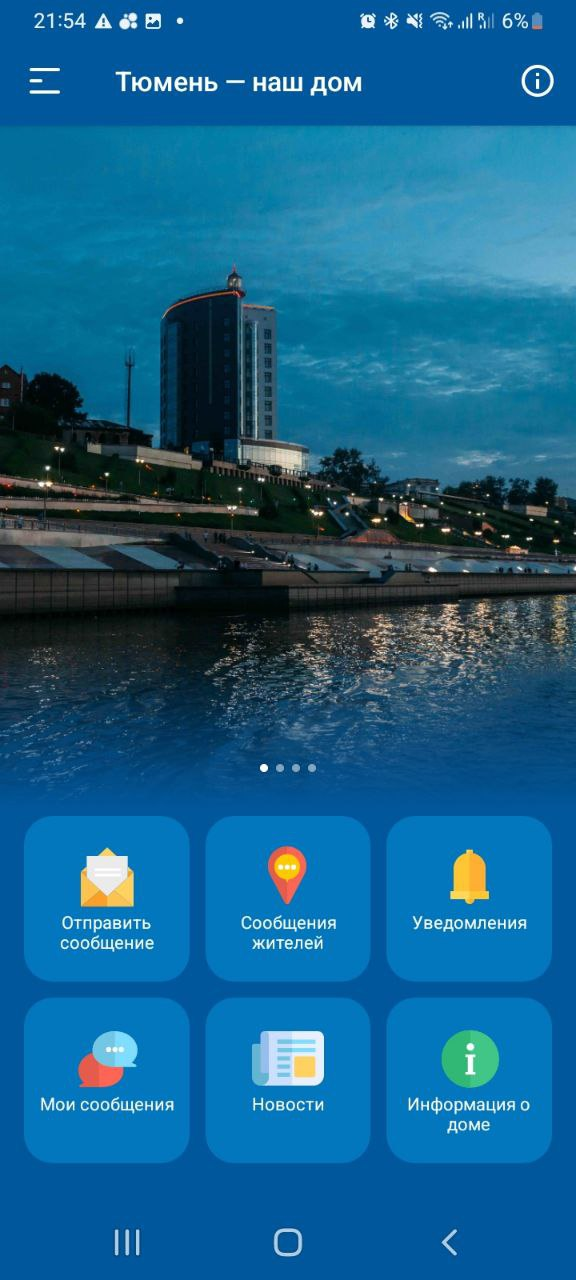 21:54
6%
Тюмень — наш дом
Отправить
сообщение
Сообщения
жителей
Уведомления
Мои сообщения
Новости
Информация о
доме